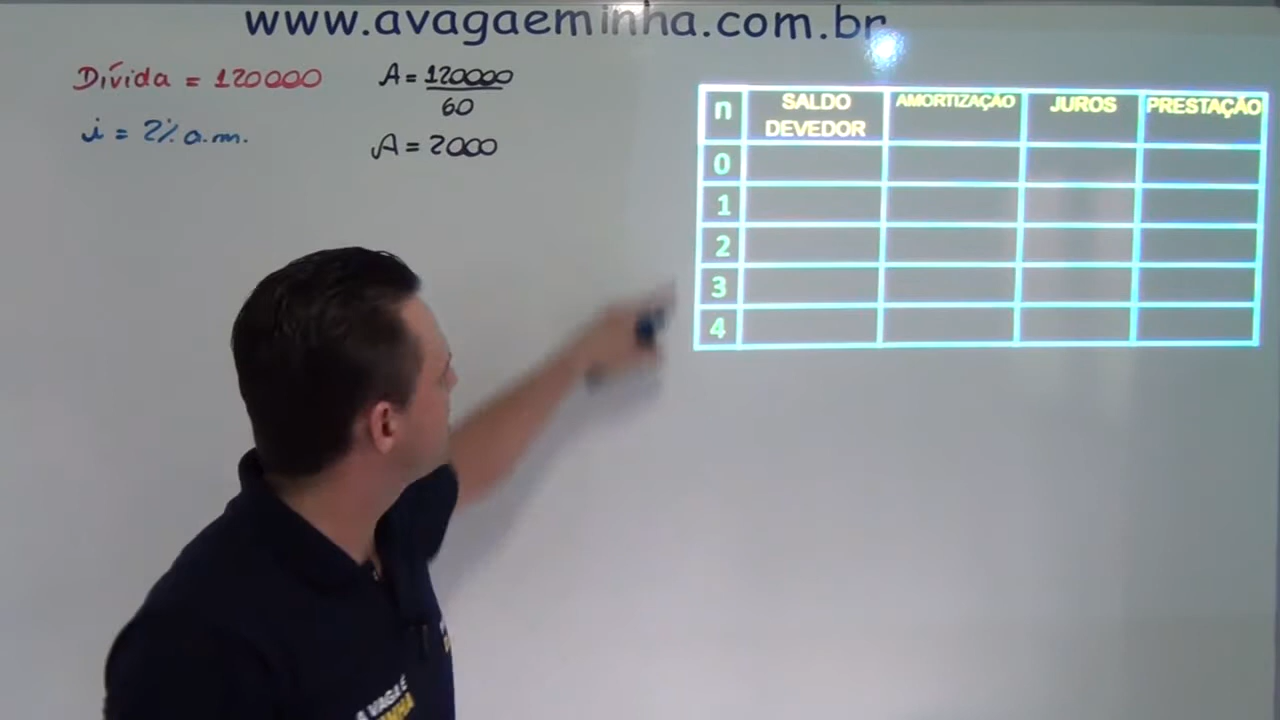 www.avagaeminha.com.br
Dívida = 120000
i = 2% a.m.
A = 120000
60
A = 2000
n SALDO DEVEDOR AMORTIZAÇÃO JUROS PRESTAÇÃO
0
1
2
3
4
A VAGA É